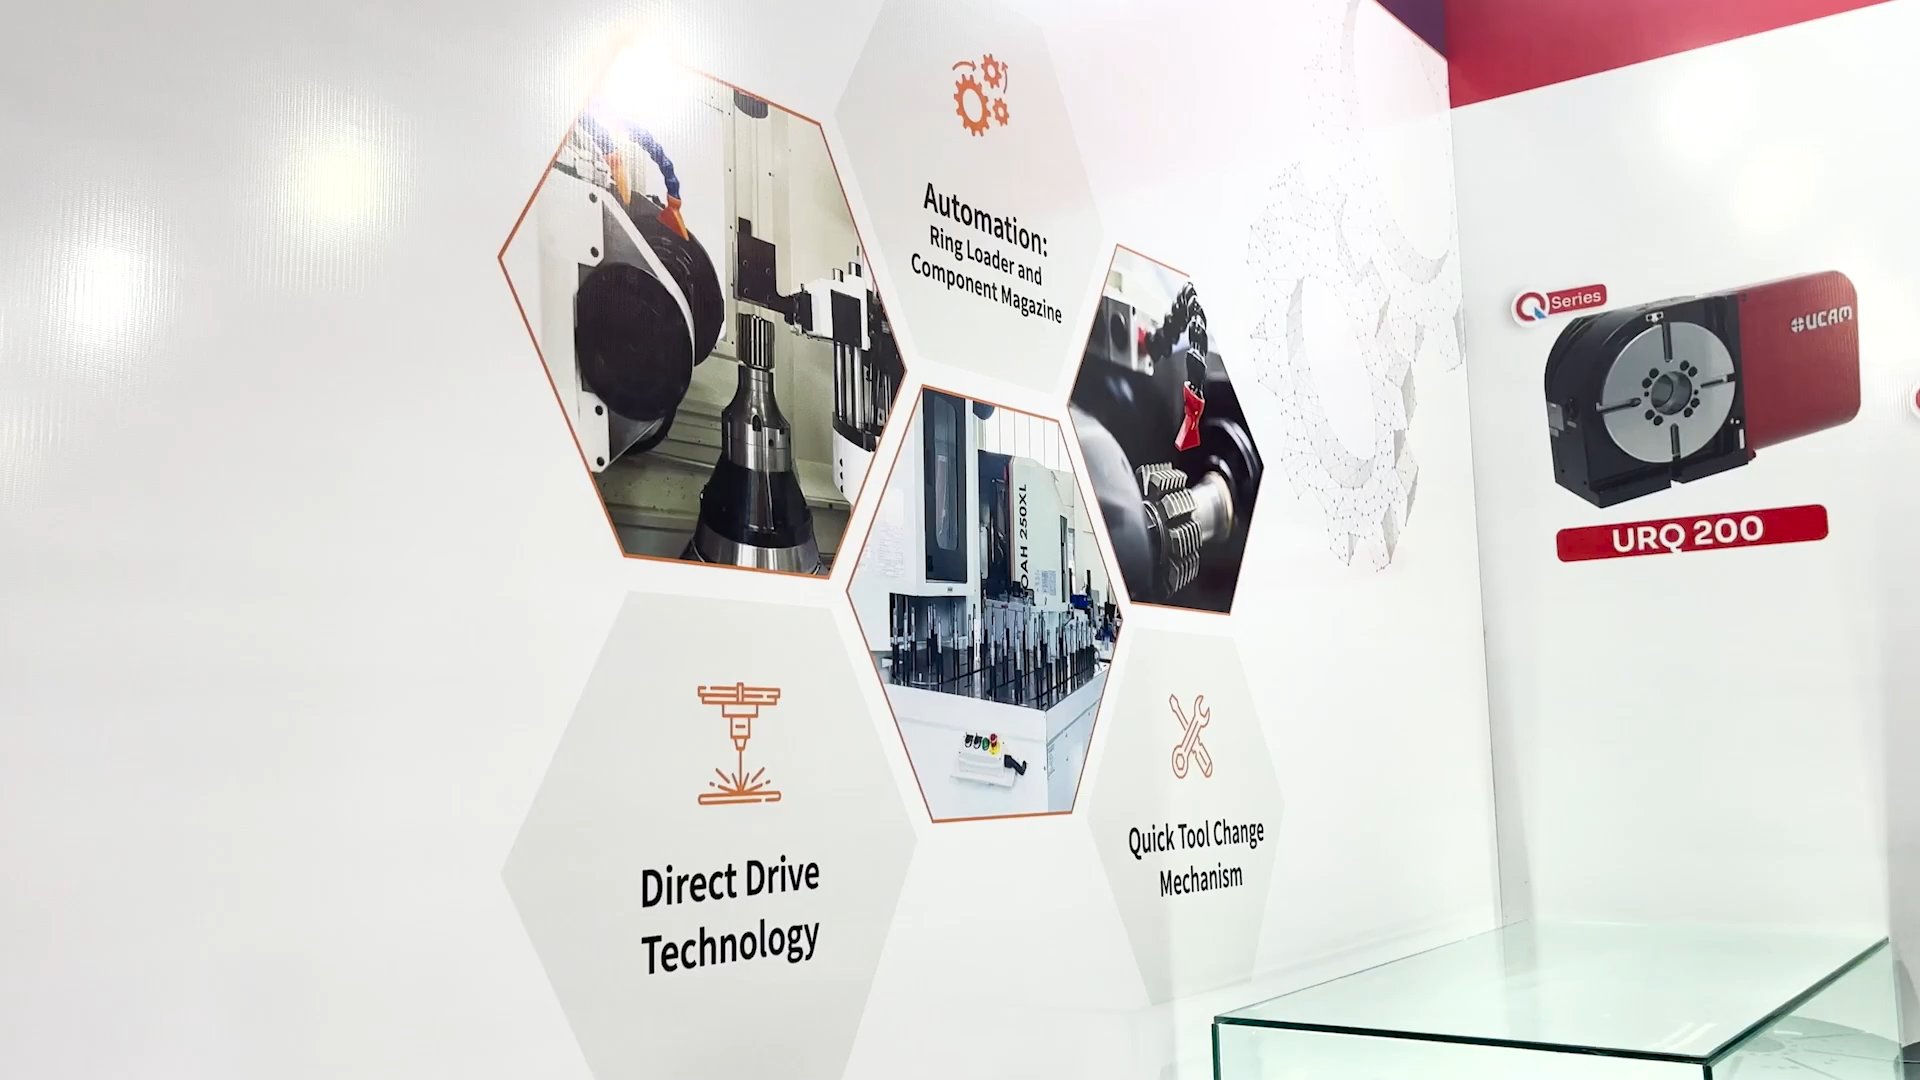 Automation:
Ring Loader and
Component Magazine
OAH 250XL
Direct Drive
Technology
Quick Tool Change
Mechanism
Q Series
UCAM
URQ 200